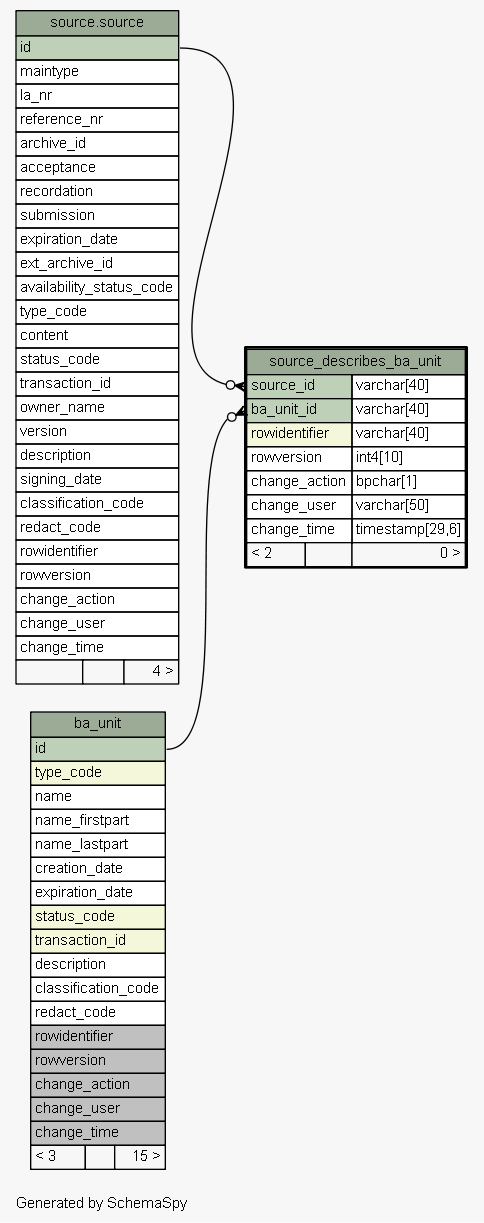 source.source
id
maintype
la_nr
reference_nr
archive_id
acceptance
recordation
submission
expiration_date
ext_archive_id
availability_status_code
type_code
content
status_code
transaction_id
owner_name
version
description
signing_date
classification_code
redact_code
rowidentifier
rowversion
change_action
change_user
change_time
4 >
source_describes_ba_unit
source_id varchar[40]
ba_unit_id varchar[40]
rowidentifier varchar[40]
rowversion int4[10]
change_action bpchar[1]
change_user varchar[50]
change_time timestamp[29,6]
< 2 0 >
ba_unit
id
type_code
name
name_firstpart
name_lastpart
creation_date
expiration_date
status_code
transaction_id
description
classification_code
redact_code
rowidentifier
rowversion
change_action
change_user
change_time
< 3 15 >
Generated by SchemaSpy